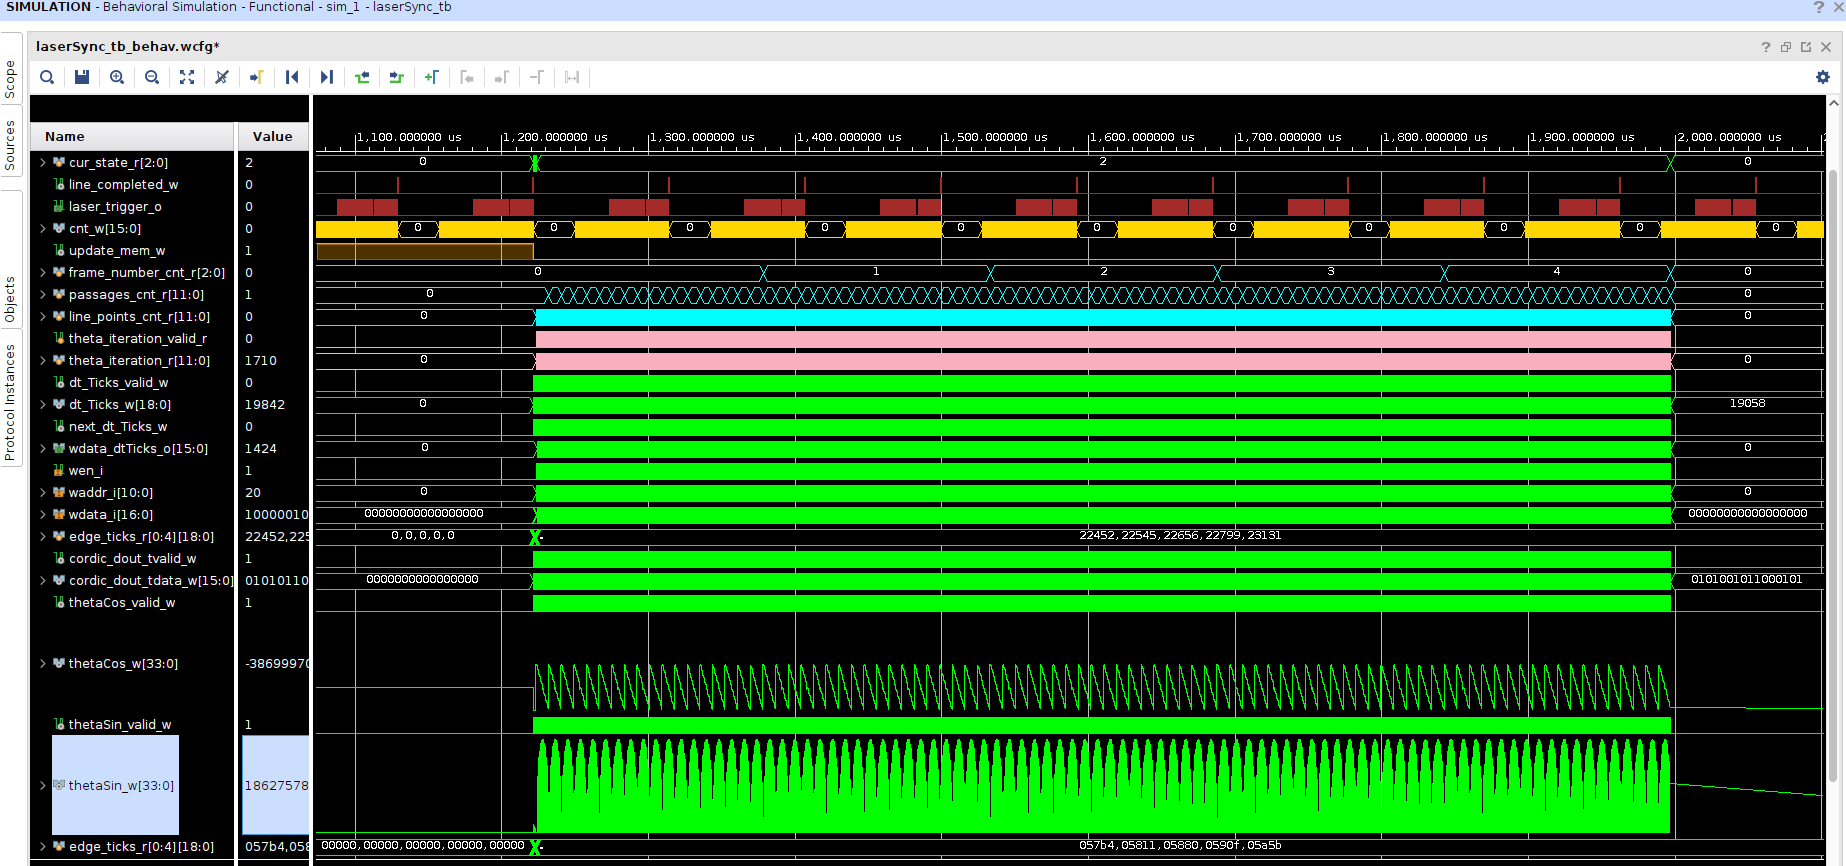 SIMULATION - Behavioral Simulation - Functional - sim_1 - laserSync_tb
? ×
Scope
Sources
Objects
Protocol Instances
laserSync_tb_behav.wcfg*
Name Value
1,100.000000 us 1,200.000000 us 1,300.000000 us 1,400.000000 us 1,500.000000 us 1,600.000000 us 1,700.000000 us 1,800.000000 us 1,900.000000 us 2,000.000000 us
cur_state_r[2:0] 2 0 2 0
line_completed_w 0
laser_trigger_o 0
cnt_w[15:0] 0 0 0 0 0 0 0 0 0 0 0 0
update_mem_w 1
frame_number_cnt_r[2:0] 0 0 1 2 3 4 0
passages_cnt_r[11:0] 1 0 0
line_points_cnt_r[11:0] 0 0 0
theta_iteration_valid_r 0
theta_iteration_r[11:0] 1710 0 0
dt_Ticks_valid_w 0
dt_Ticks_w[18:0] 19842 0 19058
next_dt_Ticks_w 0
wdata_dtTicks_o[15:0] 1424 0 0
wen_i 1
waddr_i[10:0] 20 0 0
wdata_i[16:0] 10000010 00000000000000000 00000000000000000
edge_ticks_r[0:4][18:0] 22452,225 0,0,0,0,0 22452,22545,22656,22799,23131
cordic_dout_tvalid_w 1
cordic_dout_tdata_w[15:0] 01010110 0000000000000000 0101001011000101
thetaCos_valid_w 1
thetaCos_w[33:0] -38699970
thetaSin_valid_w 1
thetaSin_w[33:0] 18627578
edge_ticks_r[0:4][18:0] 057b4,058 00000,00000,00000,00000,00000 057b4,05811,05880,0590f,05a5b